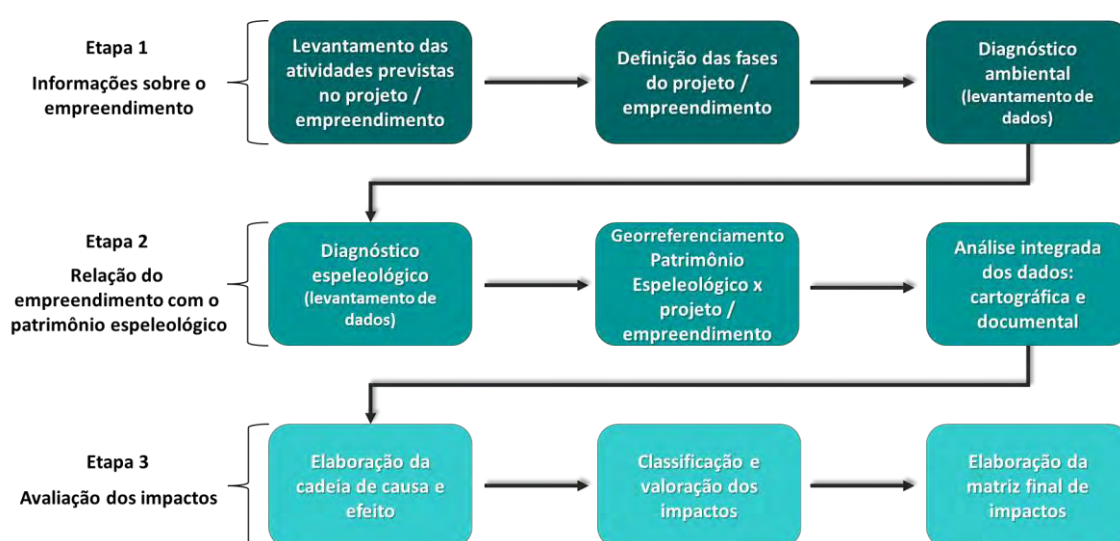 Etapa 1
Informações sobre o
empreendimento
Levantamento das
atividades previstas
no projeto /
empreendimento
Definição das fases
do projeto /
empreendimento
Diagnóstico
ambiental
(levantamento de
dados)
Etapa 2
Relação do
empreendimento com o
patrimônio espeleológico
Diagnóstico
espeleológico
(levantamento de
dados)
Georreferenciamento
Patrimônio
Espeleológico x
projeto /
empreendimento
Análise integrada
dos dados:
cartográfica e
documental
Etapa 3
Avaliação dos impactos
Elaboração da
cadeia de causa e
efeito
Classificação e
valoração dos
impactos
Elaboração da
matriz final de
impactos